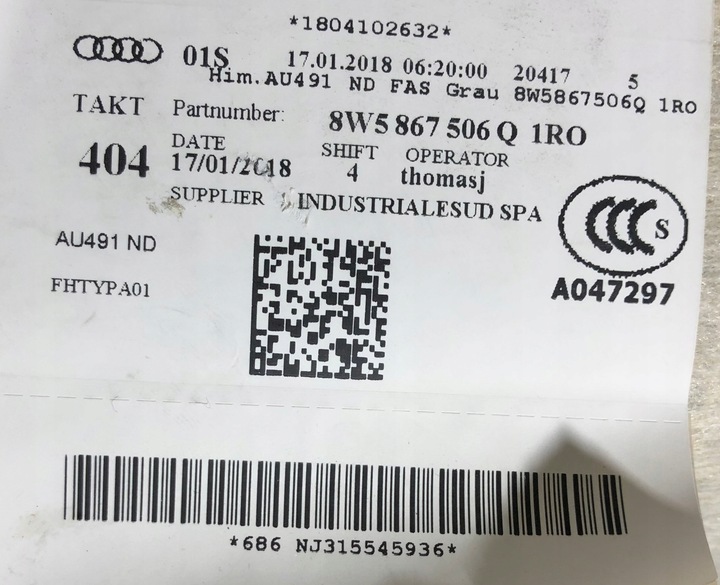 *1804102632*
01S 17.01.2018 06:20:00 20417 5
Him.AU491 ND FAS Grau 8W5867506Q 1RO
TAKT Partnumber: 8W5 867 506 Q 1RO
404 DATE SHIFT OPERATOR
17/01/2018 4 thomasj
SUPPLIER INDUSTRIALESUD SPA
CCC S
AU491 ND
A047297
FHTYPA01
*686 NJ315545936*